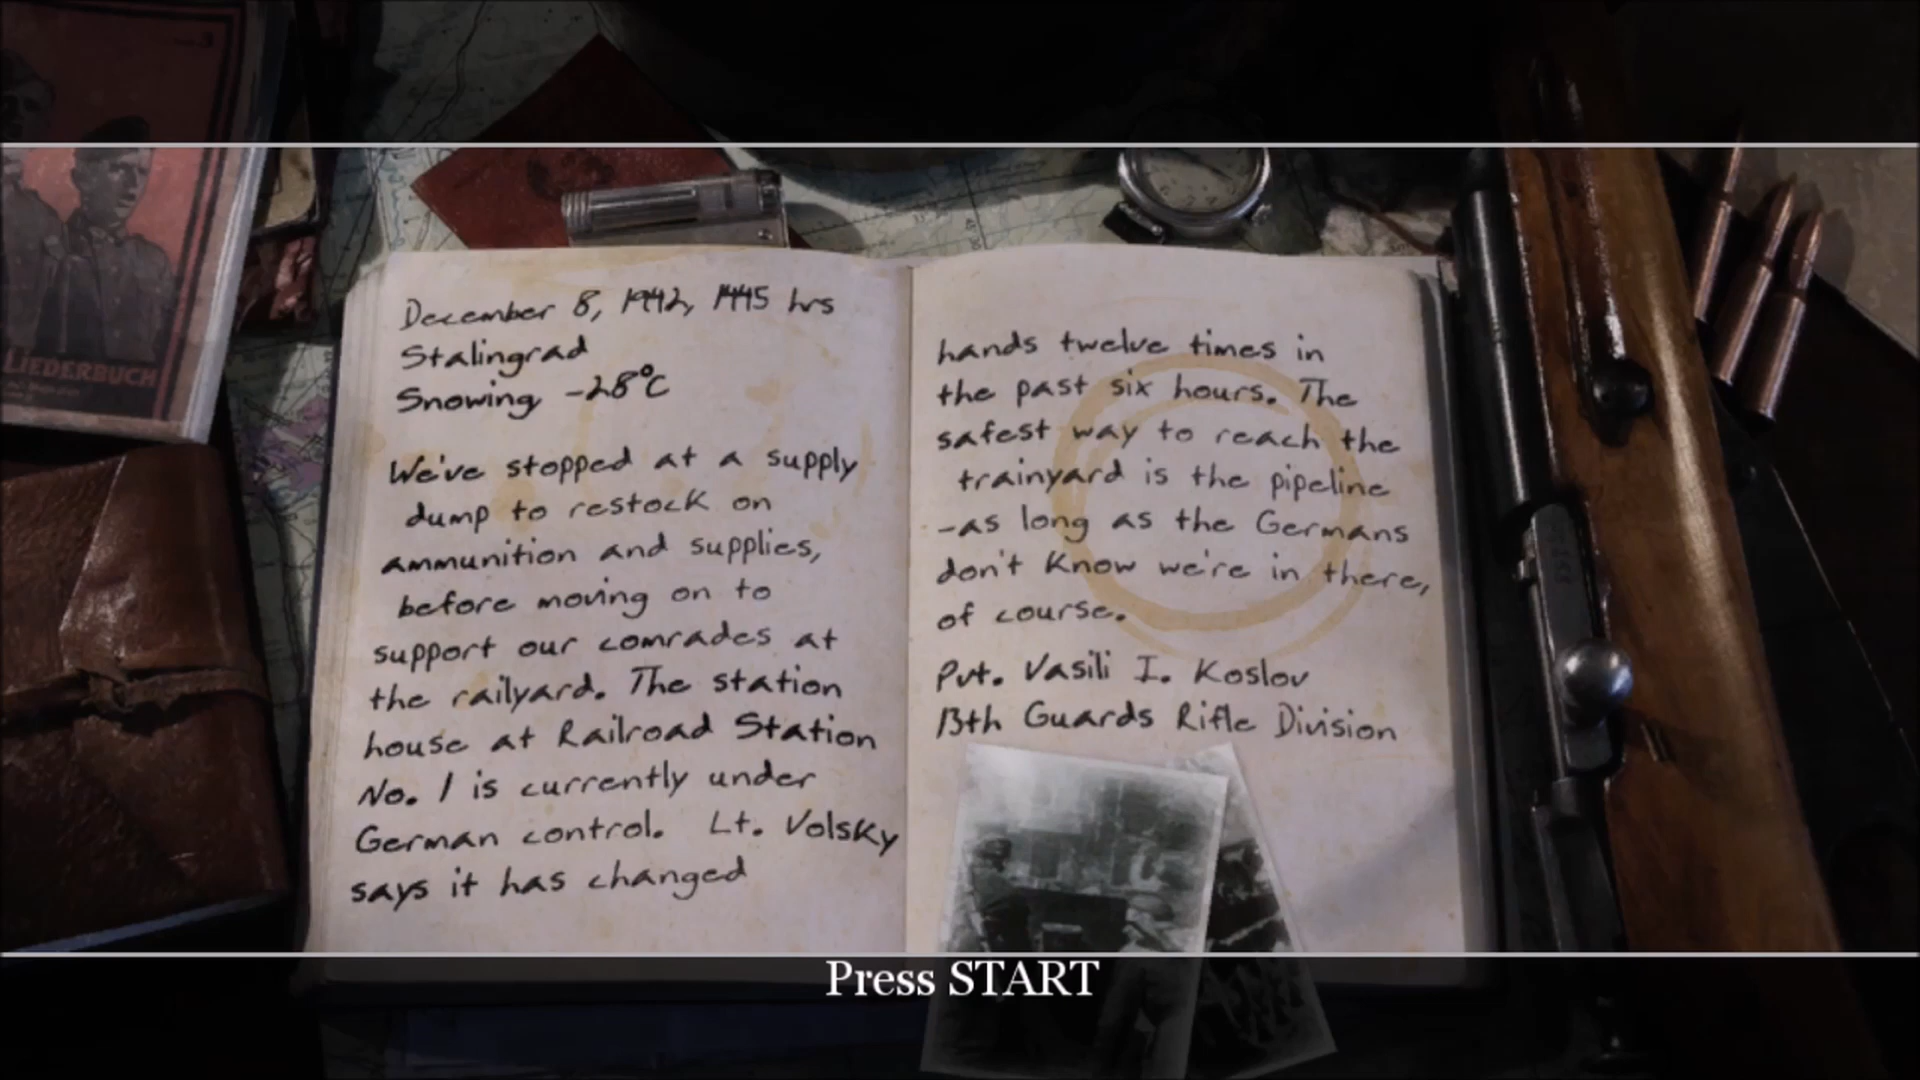 LIEDERBUCH
December 8, 1942, 1445 hrs
Stalingrad
Snowing -28°C
We've stopped at a supply
dump to restock on
ammunition and supplies,
before moving on to
support our comrades at
the railyard. The station
house at Railroad Station
No. 1 is currently under
German control. Lt. Volsky
says it has changed
hands twelve times in
the past six hours. The
safest way to reach the
trainyard is the pipeline
-as long as the Germans
don't know we're in there,
of course.
Pvt. Vasili I. Koslov
13th Guards Rifle Division
Press START